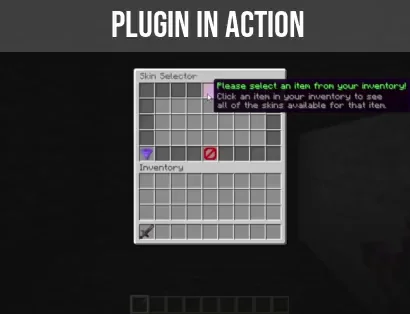 PLUGIN IN ACTION
Skin Selector
Please select an item from your inventory!
Click an item in your inventory to see
all of the skins available for that item.
Inventory